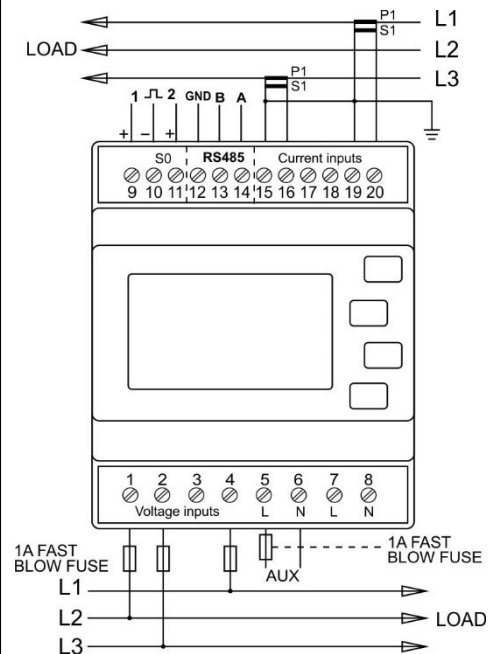 P1
S1
L1
LOAD
L2
P1
S1
L3
1 2 GND B A
+ - +
S0 RS485 Current inputs
9 10 11 12 13 14 15 16 17 18 19 20
1 2 3 4 5 6 7 8
L N L N
Voltage inputs
1A FAST
BLOW FUSE
1A FAST
BLOW FUSE
AUX
L1
L2
LOAD
L3